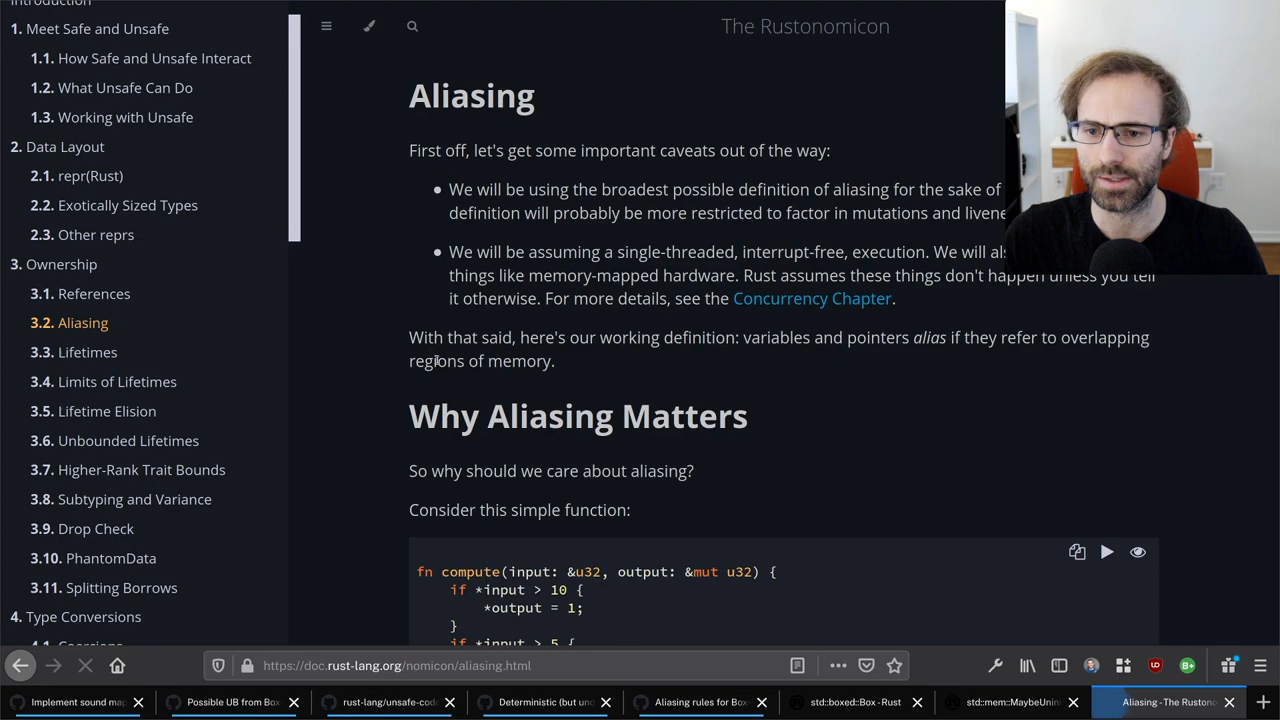 Introduction
1. Meet Safe and Unsafe
1.1. How Safe and Unsafe Interact
1.2. What Unsafe Can Do
1.3. Working with Unsafe
2. Data Layout
2.1. repr(Rust)
2.2. Exotically Sized Types
2.3. Other reprs
3. Ownership
3.1. References
3.2. Aliasing
3.3. Lifetimes
3.4. Limits of Lifetimes
3.5. Lifetime Elision
3.6. Unbounded Lifetimes
3.7. Higher-Rank Trait Bounds
3.8. Subtyping and Variance
3.9. Drop Check
3.10. PhantomData
3.11. Splitting Borrows
4. Type Conversions
4.1. Coercions
The Rustonomicon
Aliasing
First off, let's get some important caveats out of the way:
We will be using the broadest possible definition of aliasing for the sake of
definition will probably be more restricted to factor in mutations and livene
We will be assuming a single-threaded, interrupt-free, execution. We will al
things like memory-mapped hardware. Rust assumes these things don't happen unless you tell
it otherwise. For more details, see the Concurrency Chapter.
With that said, here's our working definition: variables and pointers alias if they refer to overlapping
regions of memory.
Why Aliasing Matters
So why should we care about aliasing?
Consider this simple function:
fn compute(input: &u32, output: &mut u32) {
if *input > 10 {
*output = 1;
}
if *input > 5 {
https://doc.rust-lang.org/nomicon/aliasing.html
Implement sound ma
Possible UB from Box
rust-lang/unsafe-cod
Deterministic (but un
Aliasing rules for Box
std::boxed::Box - Rust
std::mem::MaybeUnin
Aliasing - The Rustono